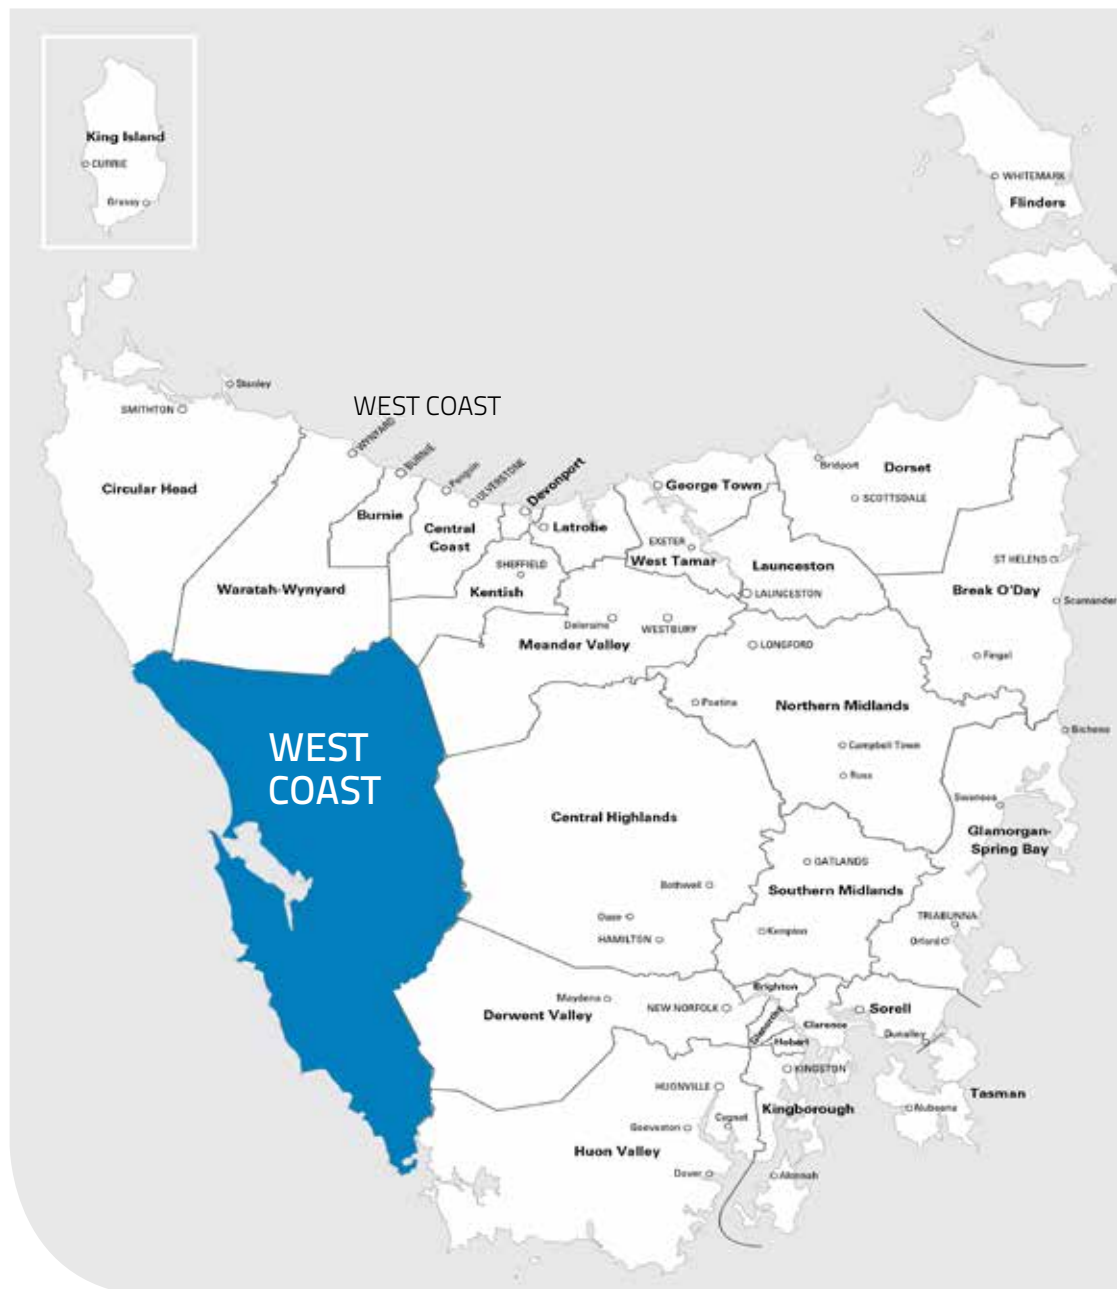 King Island
CURRIE
Grassy
WHITEMARK
Flinders
Stanley
SMITHTON
WEST COAST
WYNYARD
BURNIE
Penguin
ULVERSTONE
Devonport
Circular Head
Burnie
Central
Coast
Latrobe
George Town
Bridport
Dorset
SCOTTSDALE
EXETER
West Tamar
Launceston
LAUNCESTON
ST HELENS
Break O'Day
Scamander
SHEFFIELD
Kentish
Waratah-Wynyard
Deloraine
WESTBURY
Meander Valley
LONGFORD
Fingal
Poatina
Northern Midlands
Bicheno
WEST
COAST
Campbell Town
Ross
Swansea
Central Highlands
Glamorgan-
Spring Bay
OATLANDS
Bothwell
Southern Midlands
Ouse
HAMILTON
Kempton
TRIABUNNA
Orford
Brighton
Maydena
NEW NORFOLK
Derwent Valley
Glenorchy
Clarence
Sorell
Hobart
Dunalley
KINGSTON
HUONVILLE
Kingborough
Tasman
Nubeena
Cygnet
Geeveston
Huon Valley
Dover
Alonnah